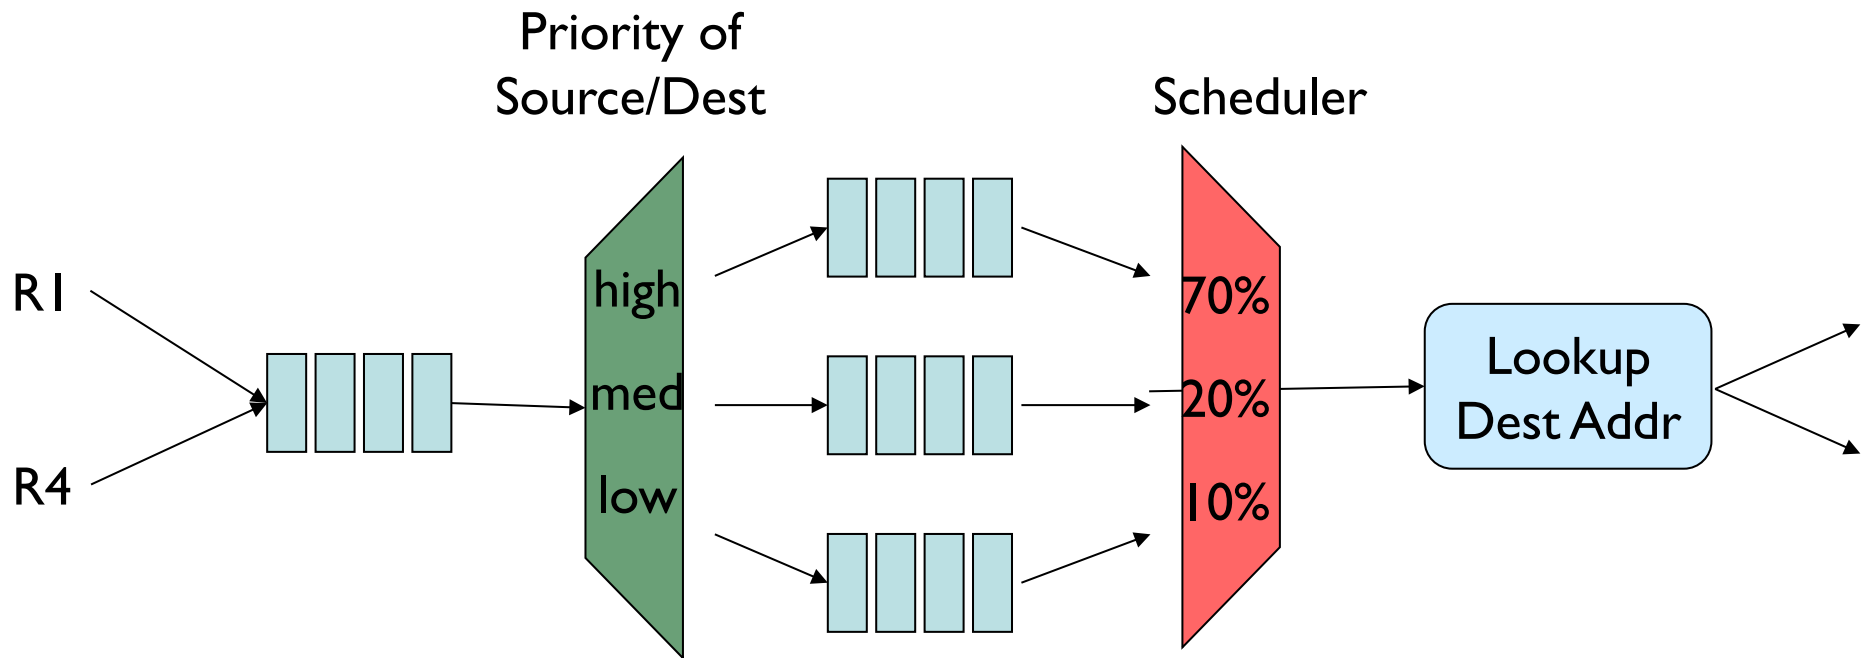 Priority of
Source/Dest
Scheduler
R1
R4
high
med
low
70%
20%
10%
Lookup
Dest Addr